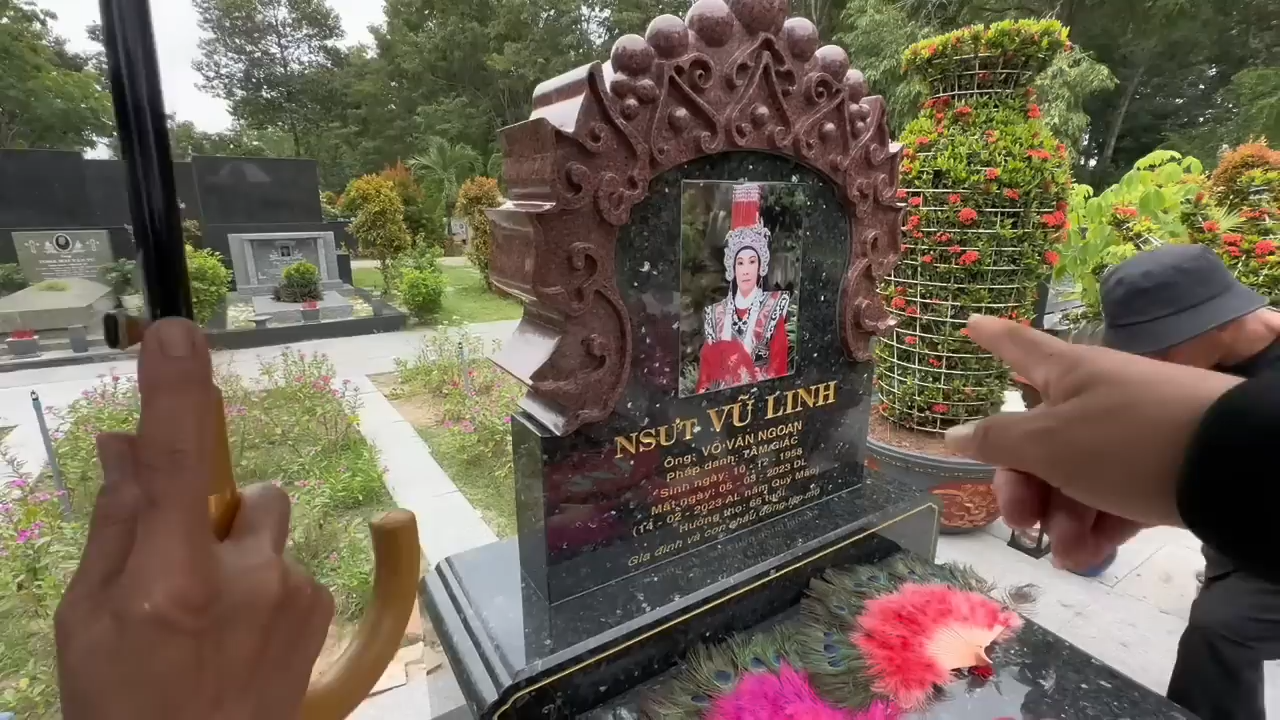 NSƯT VŨ LINH
Ông: VÕ VĂN NGOAN
Pháp danh: TÂM GIÁC
Sinh ngày: 10 - 12 - 1958
Mất ngày: 05 - 03 - 2023 DL
(14 - 02 - 2023 AL năm Quý Mão)
Hưởng thọ: 66 tuổi
Gia đình và con cháu đồng lập mộ